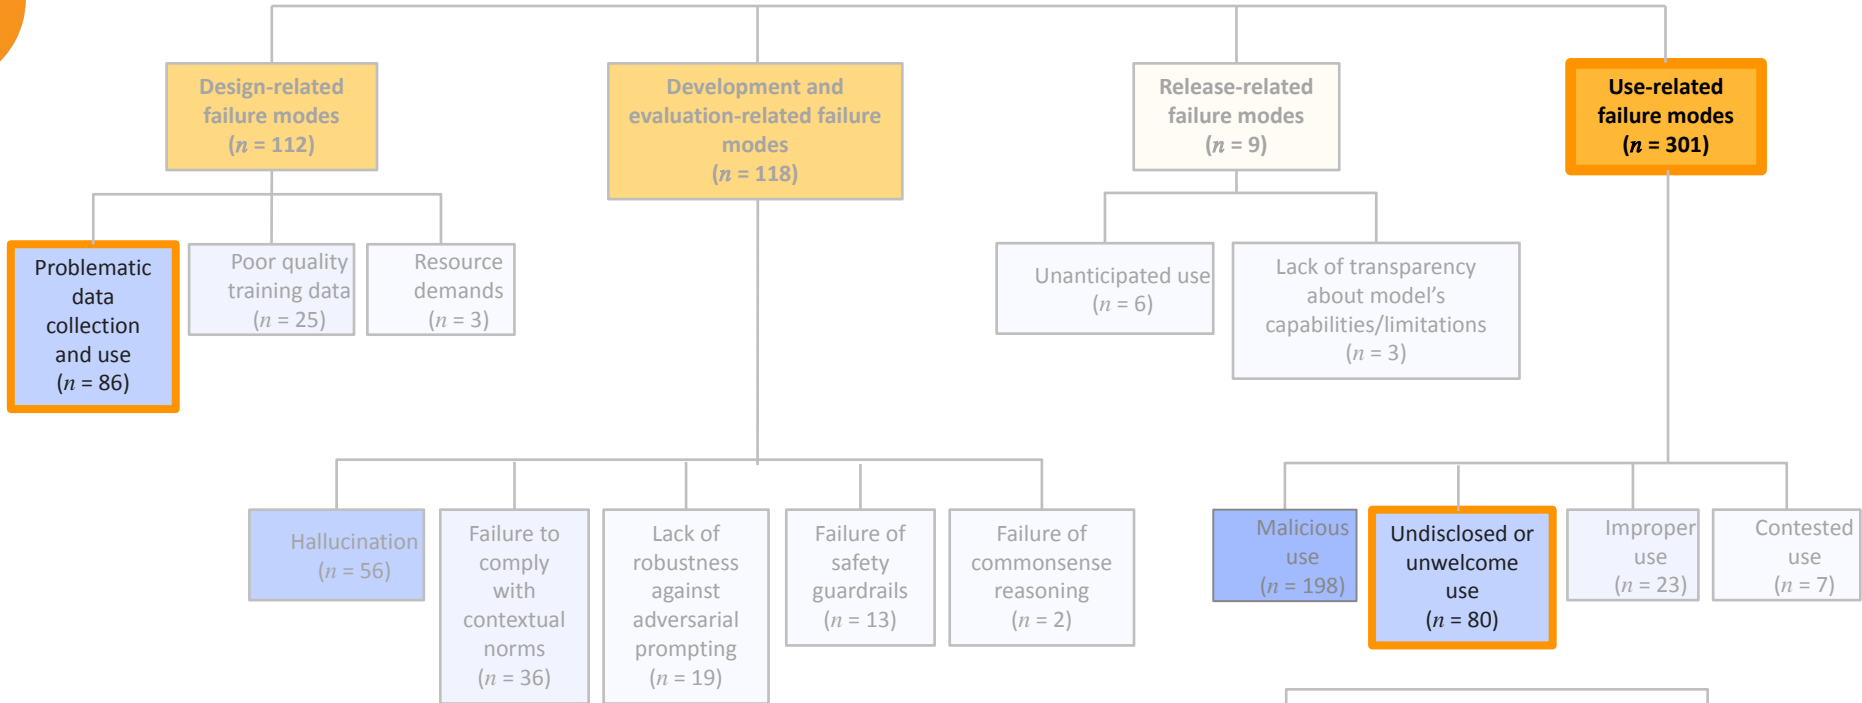 Design-related
failure modes
(n = 112)
Development and
evaluation-related failure
modes
(n = 118)
Release-related
failure modes
(n = 9)
Use-related
failure modes
(n = 301)
Problematic
data
collection
and use
(n = 86)
Poor quality
training data
(n = 25)
Resource
demands
(n = 3)
Unanticipated use
(n = 6)
Lack of transparency
about model’s
capabilities/limitations
(n = 3)
Hallucination
(n = 56)
Failure to
comply
with
contextual
norms
(n = 36)
Lack of
robustness
against
adversarial
prompting
(n = 19)
Failure of
safety
guardrails
(n = 13)
Failure of
commonsense
reasoning
(n = 2)
Malicious
use
(n = 198)
Undisclosed or
unwelcome
use
(n = 80)
Improper
use
(n = 23)
Contested
use
(n = 7)